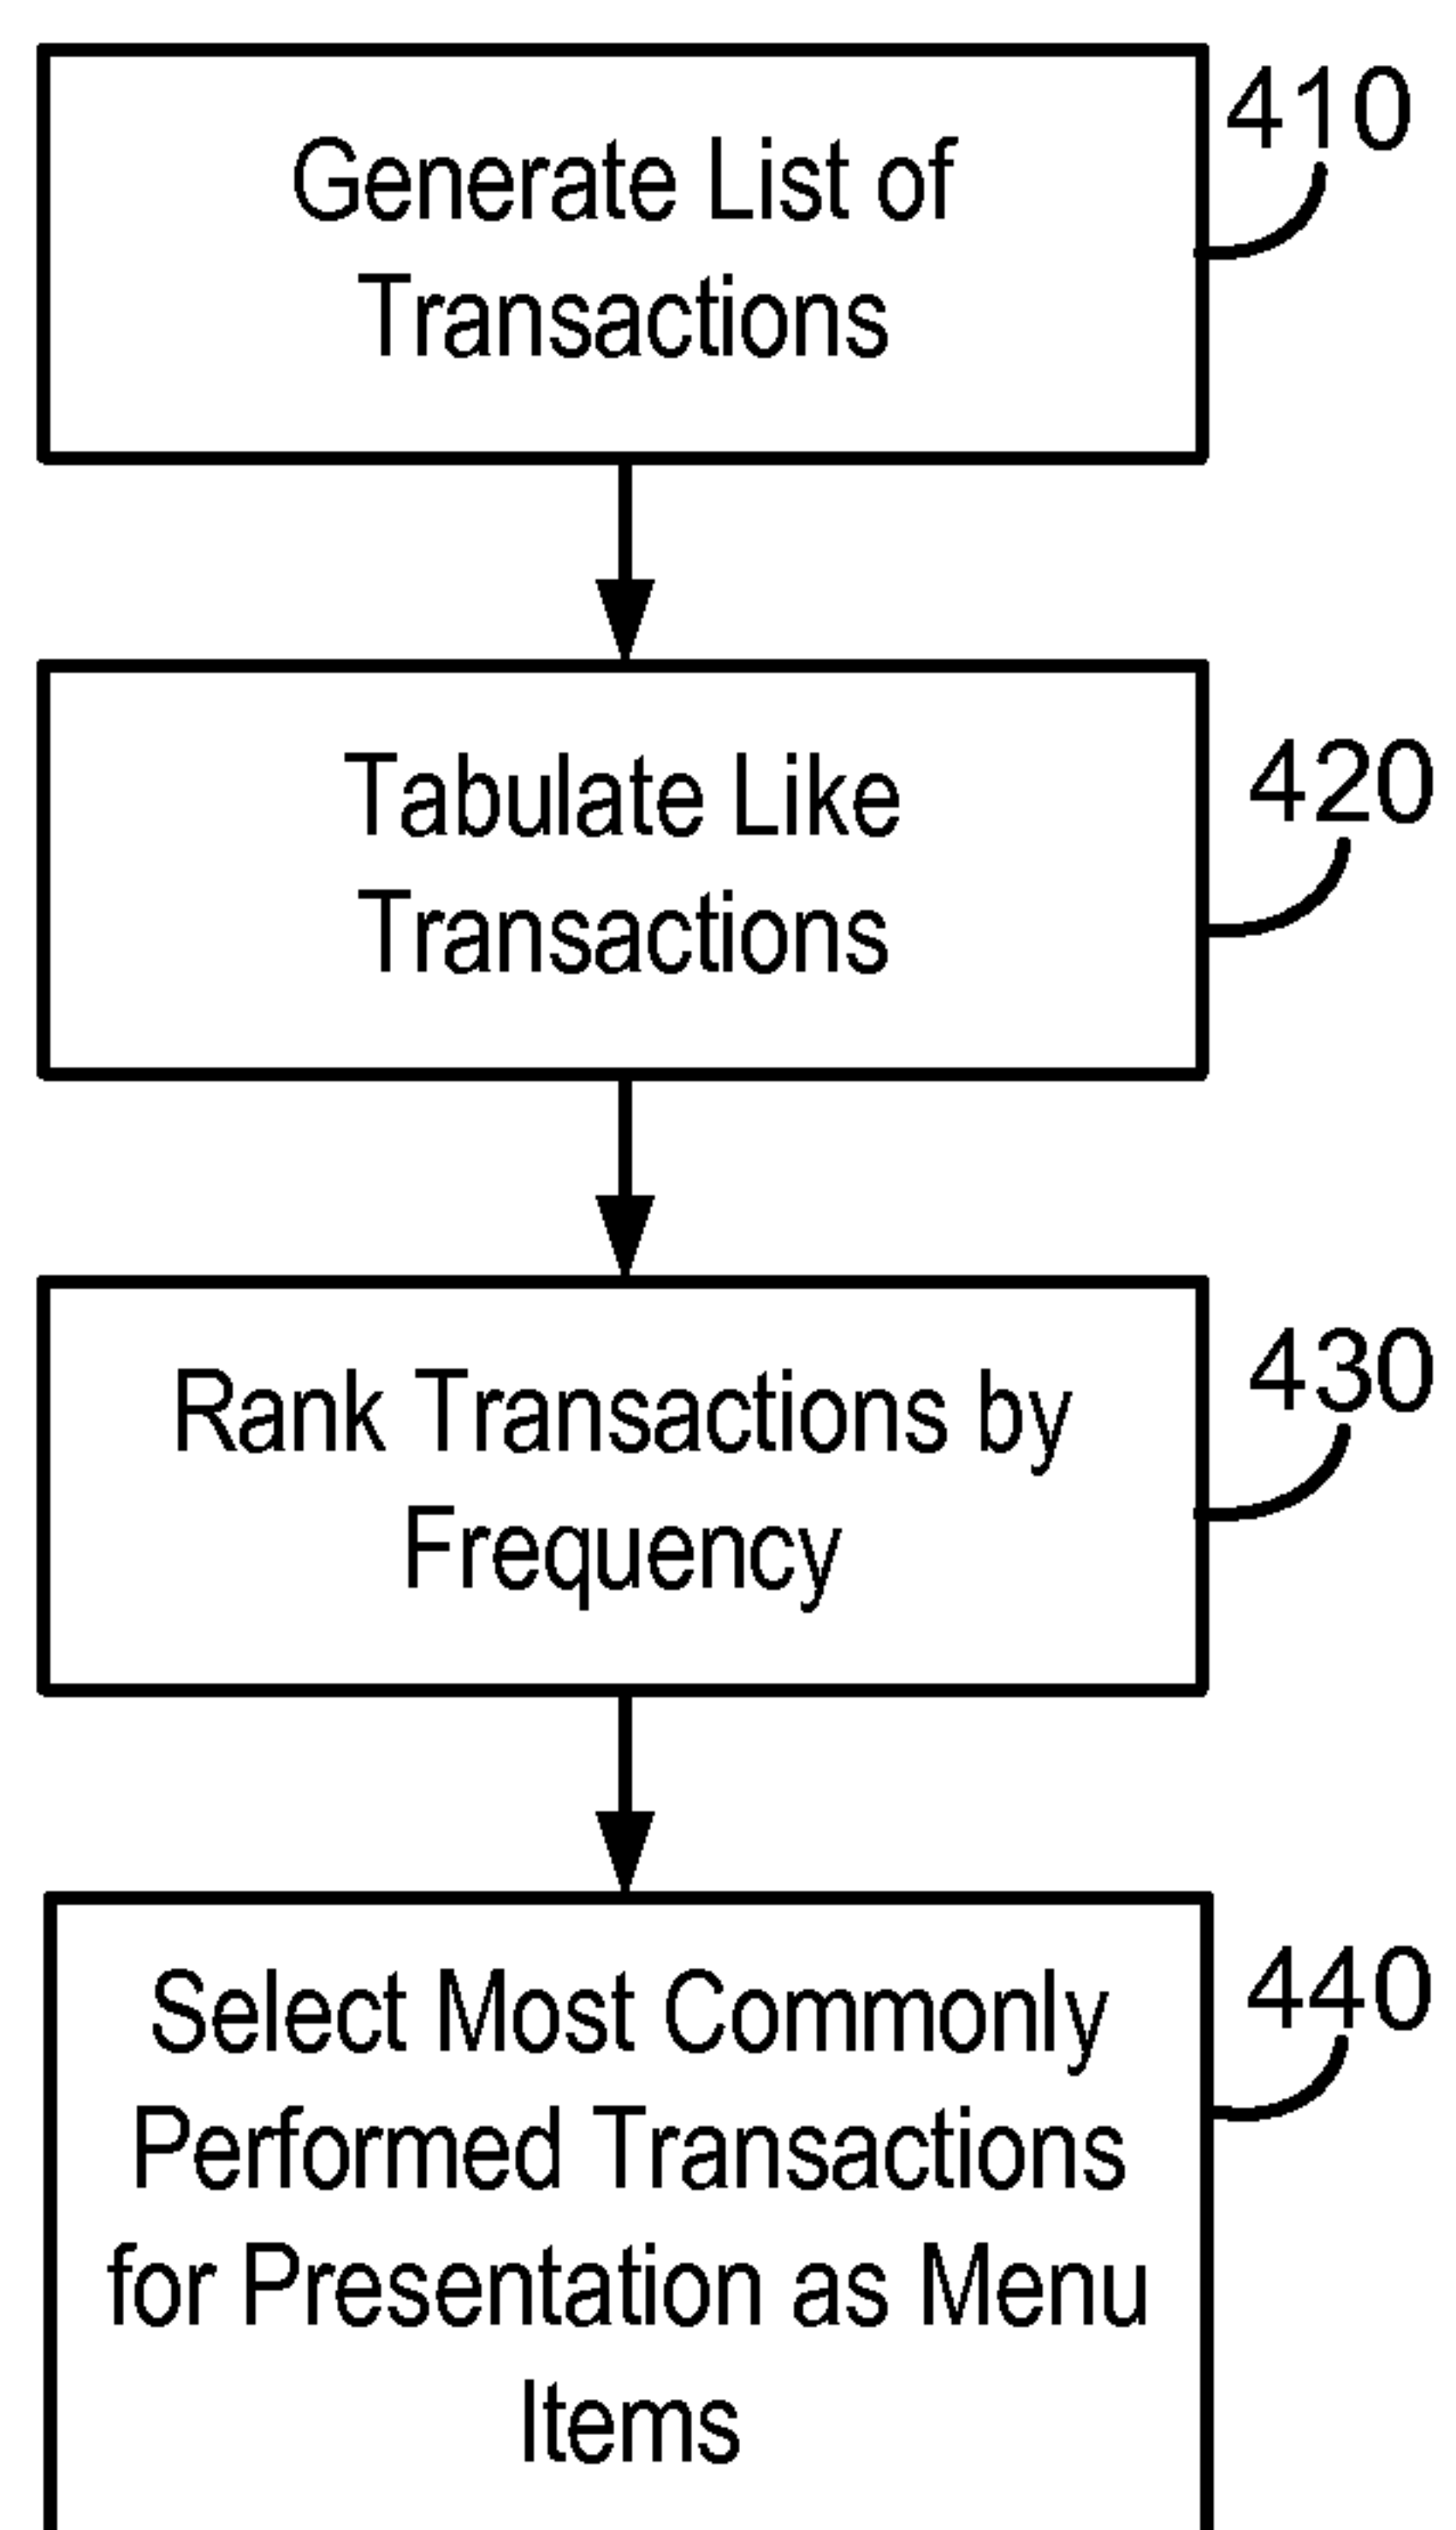 Generate List of
Transactions
410
Tabulate Like
Transactions
420
Rank Transactions by
Frequency
430
Select Most Commonly
Performed Transactions
for Presentation as Menu
Items
440